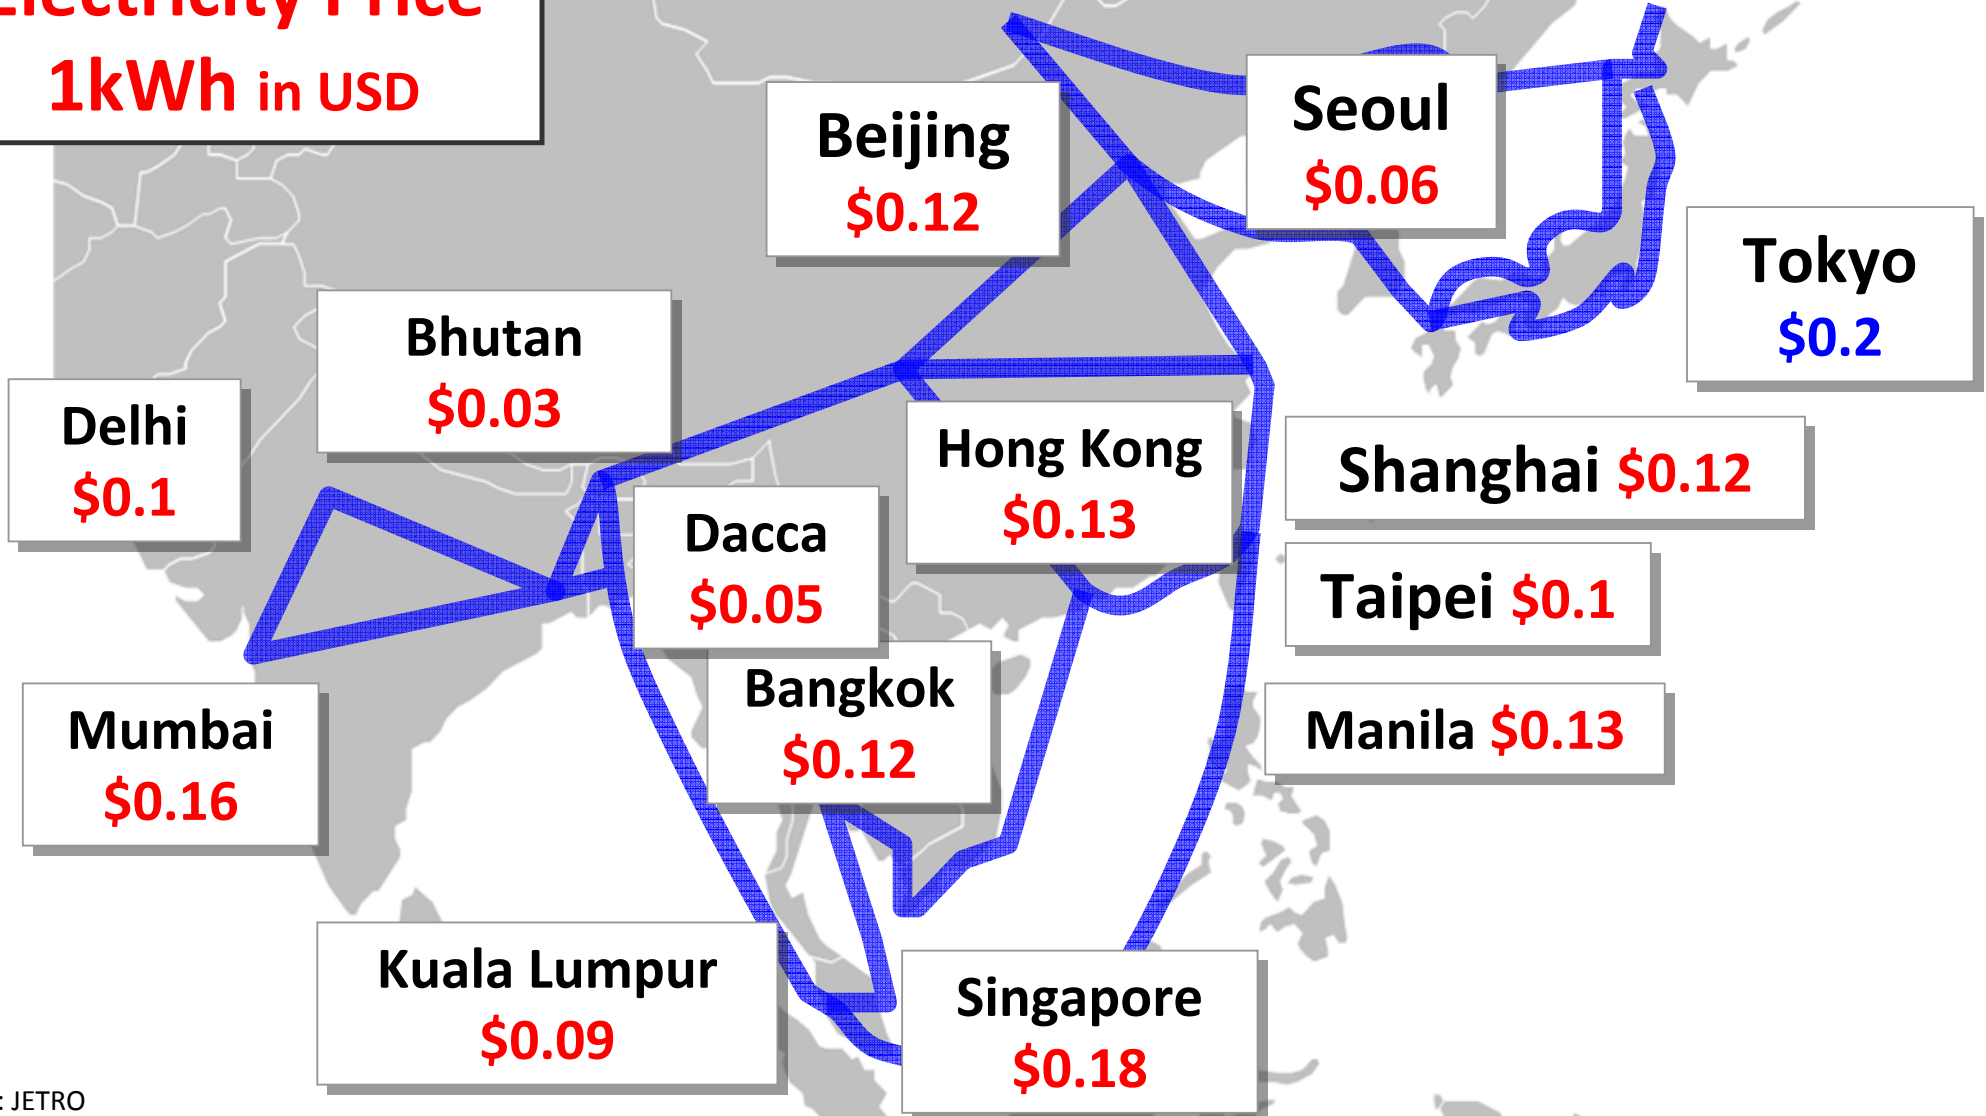 Electricity Price
1kWh in USD
Beijing
$0.12
Seoul
$0.06
Tokyo
$0.2
Bhutan
$0.03
Delhi
$0.1
Hong Kong
$0.13
Shanghai $0.12
Dacca
$0.05
Taipei $0.1
Bangkok
$0.12
Manila $0.13
Mumbai
$0.16
Kuala Lumpur
$0.09
Singapore
$0.18
: JETRO